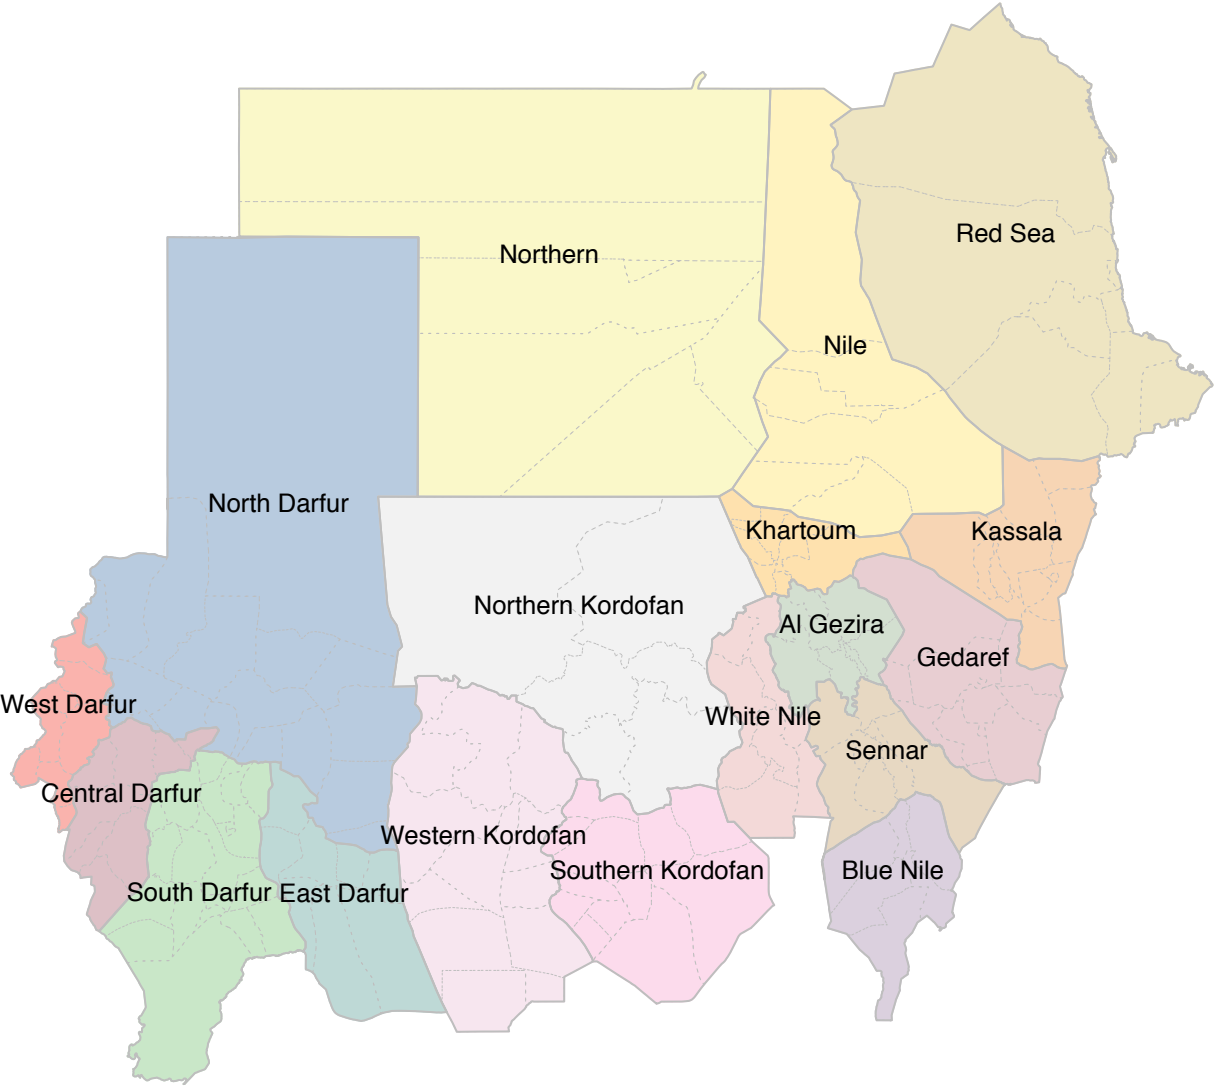 Red Sea
Northern
Nile
North Darfur
Khartoum
Kassala
Northern Kordofan
Al Gezira
Gedaref
West Darfur
White Nile
Sennar
Central Darfur
Western Kordofan
Southern Kordofan
Blue Nile
South Darfur
East Darfur